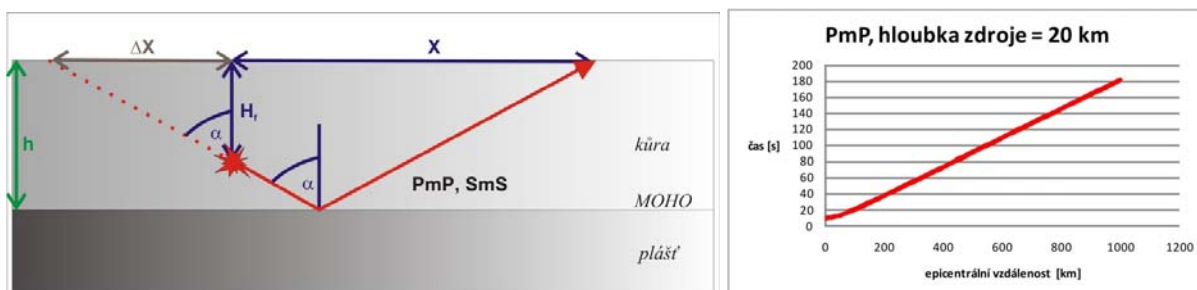 ΔX
X
Hf
α
h
α
kůra
PmP, SmS
MOHO
plášť
PmP, hloubka zdroje = 20 km
čas [s]
200
180
160
140
120
100
80
60
40
20
0
0 200 400 600 800 1000 1200
epicentrální vzdálenost [km]